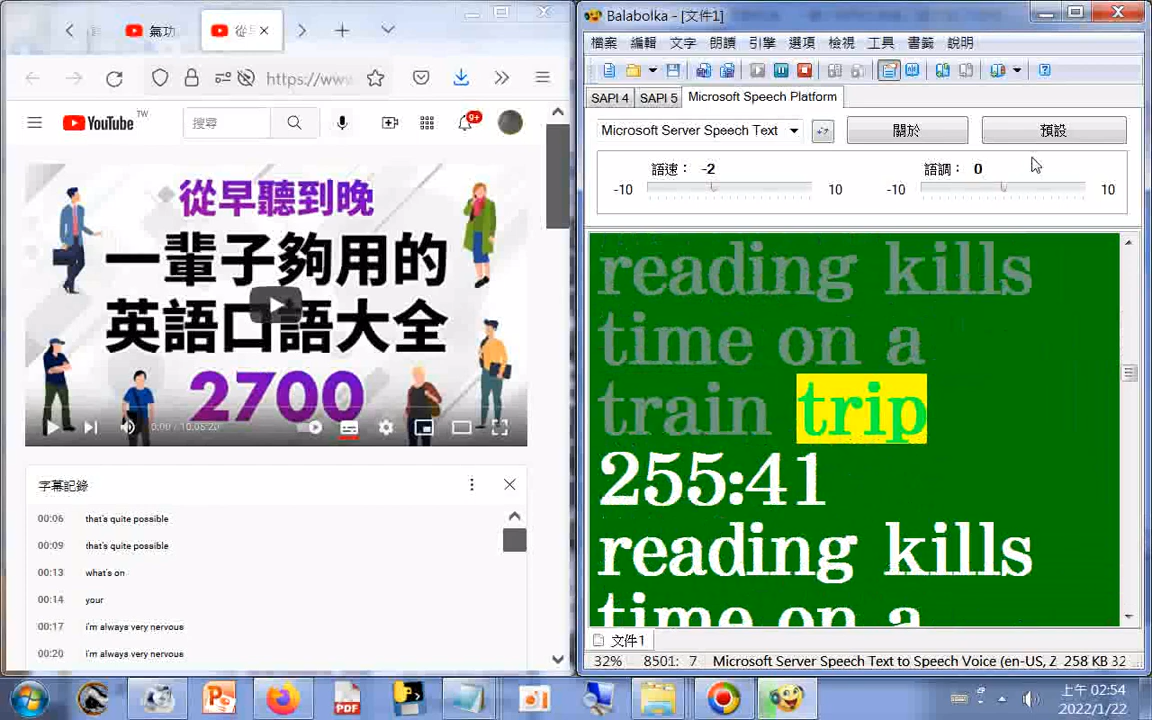 氣功
從
https://www
YouTube TW
搜尋
9+
從早聽到晚
一輩子夠用的
英語口語大全
2700
0:00 / 10:05:20
字幕記錄
00:06 that's quite possible
00:09 that's quite possible
00:13 what's on
00:14 your
00:17 i'm always very nervous
00:20 i'm always very nervous
Balabolka - [文件1]
檔案 編輯 文字 朗讀 引擎 選項 檢視 工具 書籤 說明
SAPI 4 SAPI 5 Microsoft Speech Platform
Microsoft Server Speech Text 關於 預設
語速： -2 語調： 0
-10 10 -10 10
reading kills
time on a
train trip
255:41
reading kills
time on a
文件1
32% 8501: 7 Microsoft Server Speech Text to Speech Voice (en-US, Z 258 KB 32
PDF
上午 02:54
2022/1/22